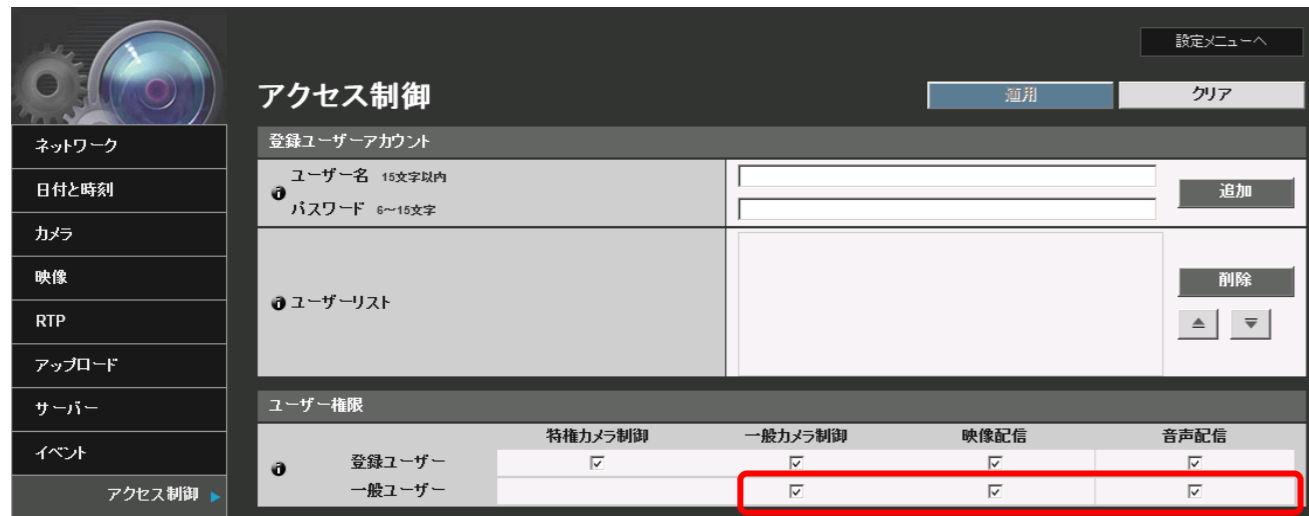 設定メニューへ
アクセス制御
適用
クリア
ネットワーク
日付と時刻
カメラ
映像
RTP
アップロード
サーバー
イベント
アクセス制御
登録ユーザーアカウント
ユーザー名 15文字以内
パスワード 6～15文字
追加
ユーザーリスト
削除
ユーザー権限
特権カメラ制御 一般カメラ制御 映像配信 音声配信
登録ユーザー
一般ユーザー